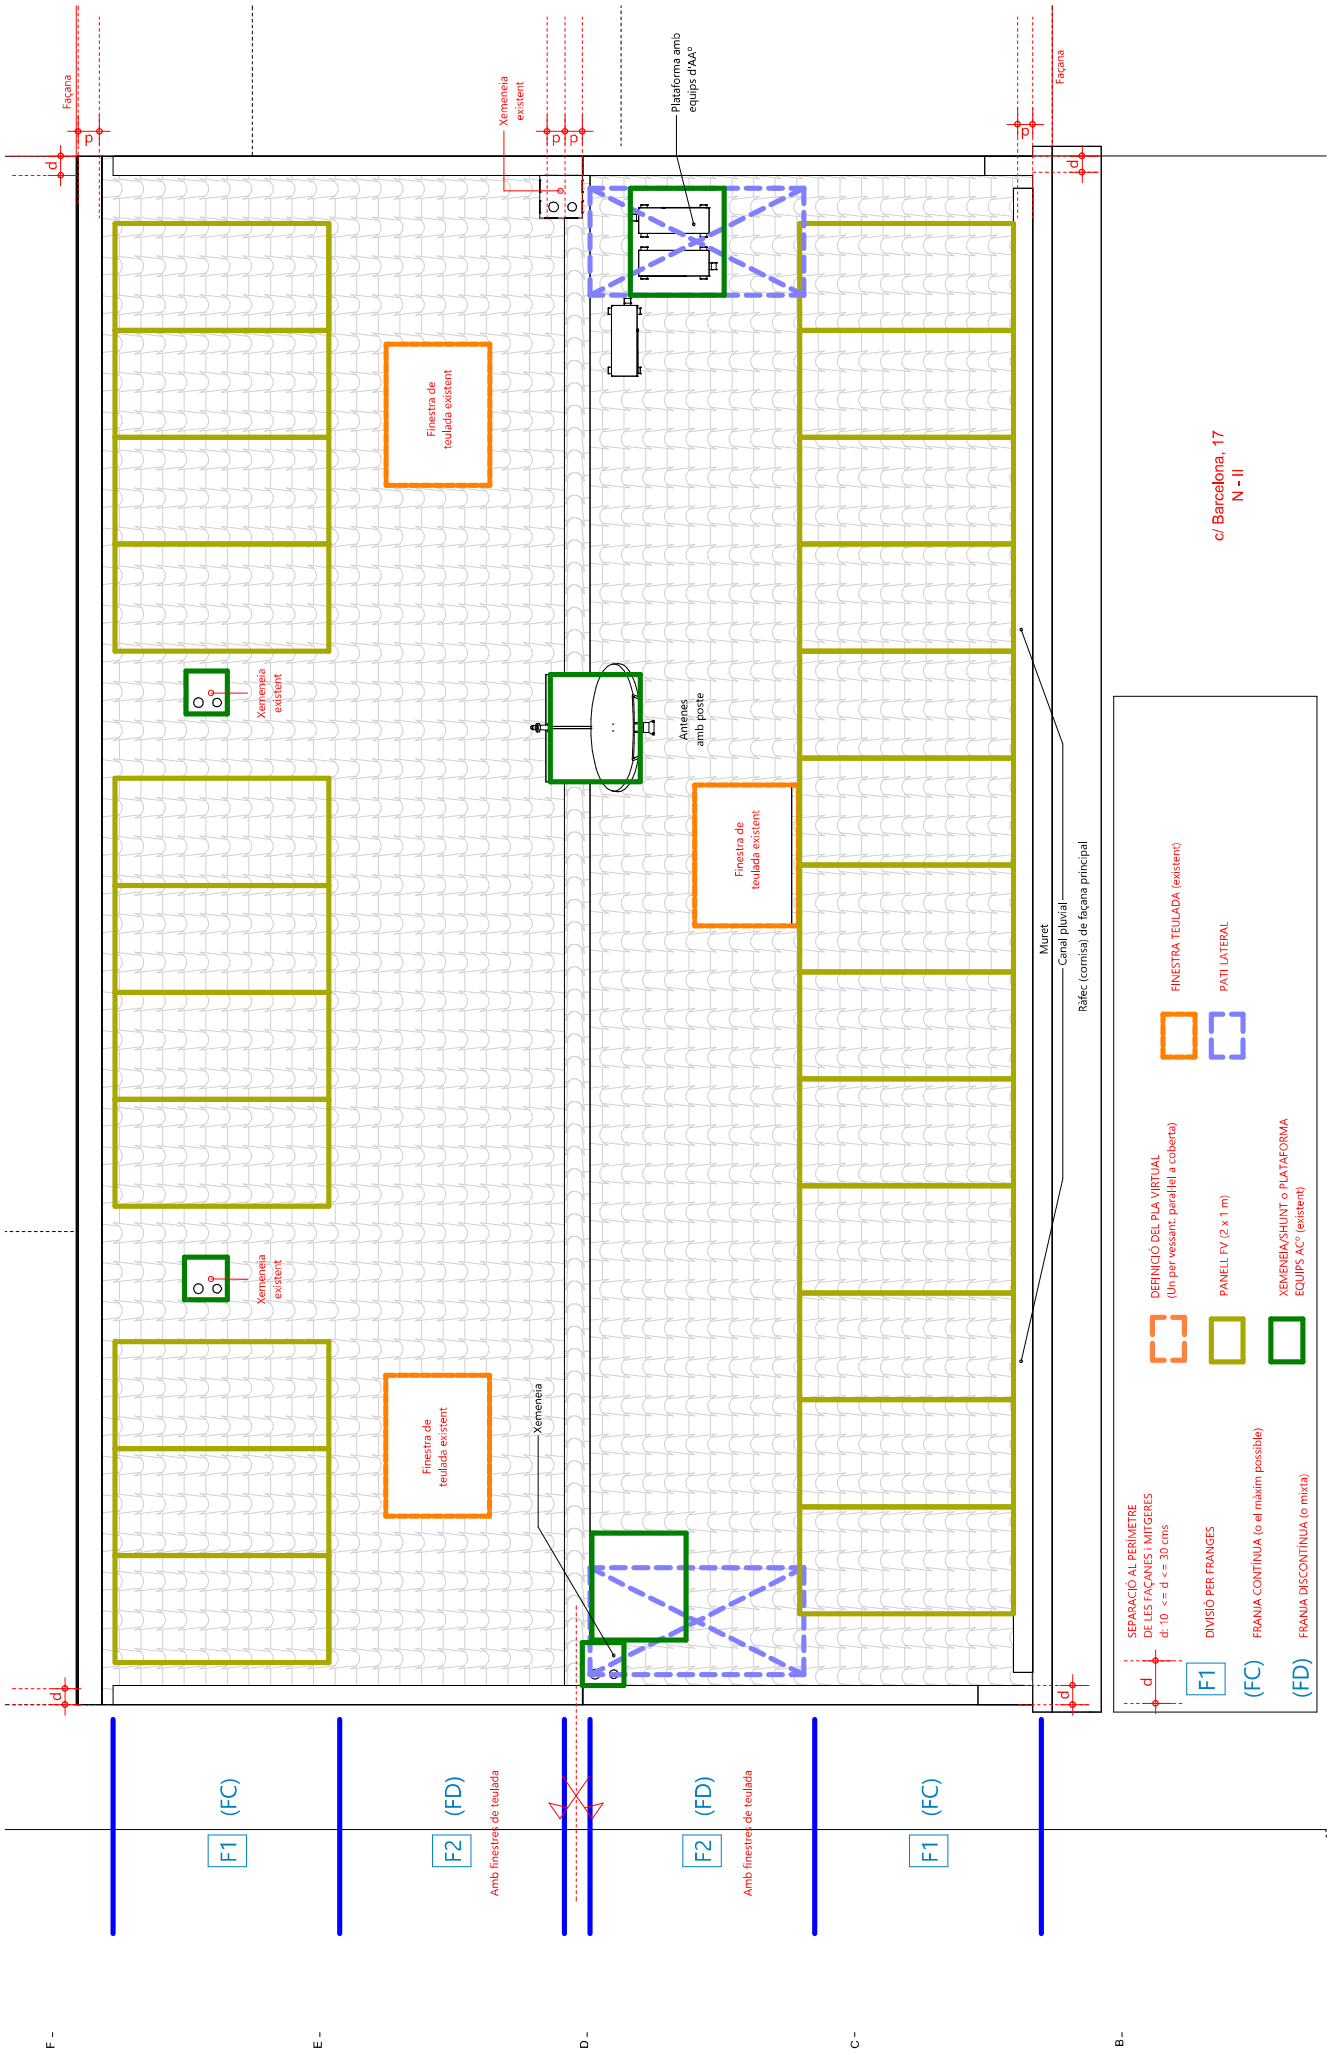 Façana
d
d
Xemeneia
existent
d
d
Plataforma amb
equips d'AAº
d
Façana
d
Finestra de
teulada existent
c/ Barcelona, 17
N - II
Xemeneia
existent
Antenes
amb poste
Finestra de
teulada existent
Muret
Canal pluvial
Ràfec (cornisa) de façana principal
Xemeneia
existent
Finestra de
teulada existent
Xemeneia
d
d
SEPARACIÓ AL PERÍMETRE
DE LES FAÇANES i MITGERES
d: 10 <= d <= 30 cms
d
DIVISIÓ PER FRANGES
F1
FRANJA CONTÍNUA (o el màxim possible)
(FC)
FRANJA DISCONTÍNUA (o mixta)
(FD)
DEFINICIÓ DEL PLA VIRTUAL
(Un per vessant. paral·lel a coberta)
PANELL FV (2 x 1 m)
XEMENEIA/SHUNT o PLATAFORMA
EQUIPS ACº (existent)
FINESTRA TEULADA (existent)
PATI LATERAL
F1 (FC)
F2 (FD)
Amb finestres de teulada
F2 (FD)
Amb finestres de teulada
F1 (FC)
F
E
D
C
B